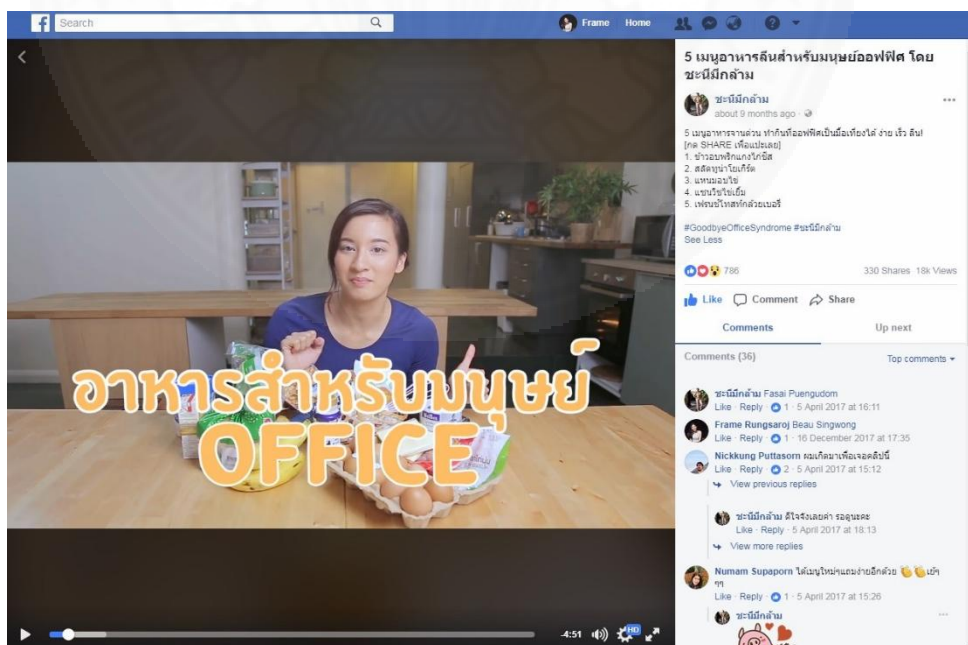 Search
Frame Home
5 เมนูอาหารลีนสำหรับมนุษย์ออฟฟิศ โดย
ชะนีมีกล้าม
ชะนีมีกล้าม
about 9 months ago
5 เมนูอาหารจานด่วน ทำกินที่ออฟฟิศเป็นมื้อเที่ยงได้ ง่าย เร็ว ลีน!
[กด SHARE เพื่อแปะเลย]
1. ข้าวอบพริกแกงไก่ชีส
2. สลัดทูน่าโยเกิร์ต
3. แหนมอบไข่
4. แซนวิชไข่เยิ้ม
5. เฟรนช์โทสท์กล้วยเบอรี่
#GoodbyeOfficeSyndrome #ชะนีมีกล้าม
See Less
786 330 Shares 18k Views
Like Comment Share
Comments Up next
Comments (36) Top comments
ชะนีมีกล้าม Fasai Puengudom
Like · Reply · 1 · 5 April 2017 at 16:11
Frame Rungsaroj Beau Singwong
Like · Reply · 1 · 16 December 2017 at 17:35
Nickkung Puttasorn ผมเกิดมาเพื่อเจอคลิปนี้
Like · Reply · 2 · 5 April 2017 at 15:12
View previous replies
ชะนีมีกล้าม ดีใจจังเลยค่า รอดูนะคะ
Like · Reply · 5 April 2017 at 18:13
View more replies
Numam Supaporn ได้เมนูใหม่ๆแถมง่ายอีกด้วย 👏👏เย้ๆ
ๆๆ
Like · Reply · 1 · 5 April 2017 at 15:26
ชะนีมีกล้าม
อาหารสำหรับมนุษย์
OFFICE
-4:51 HD